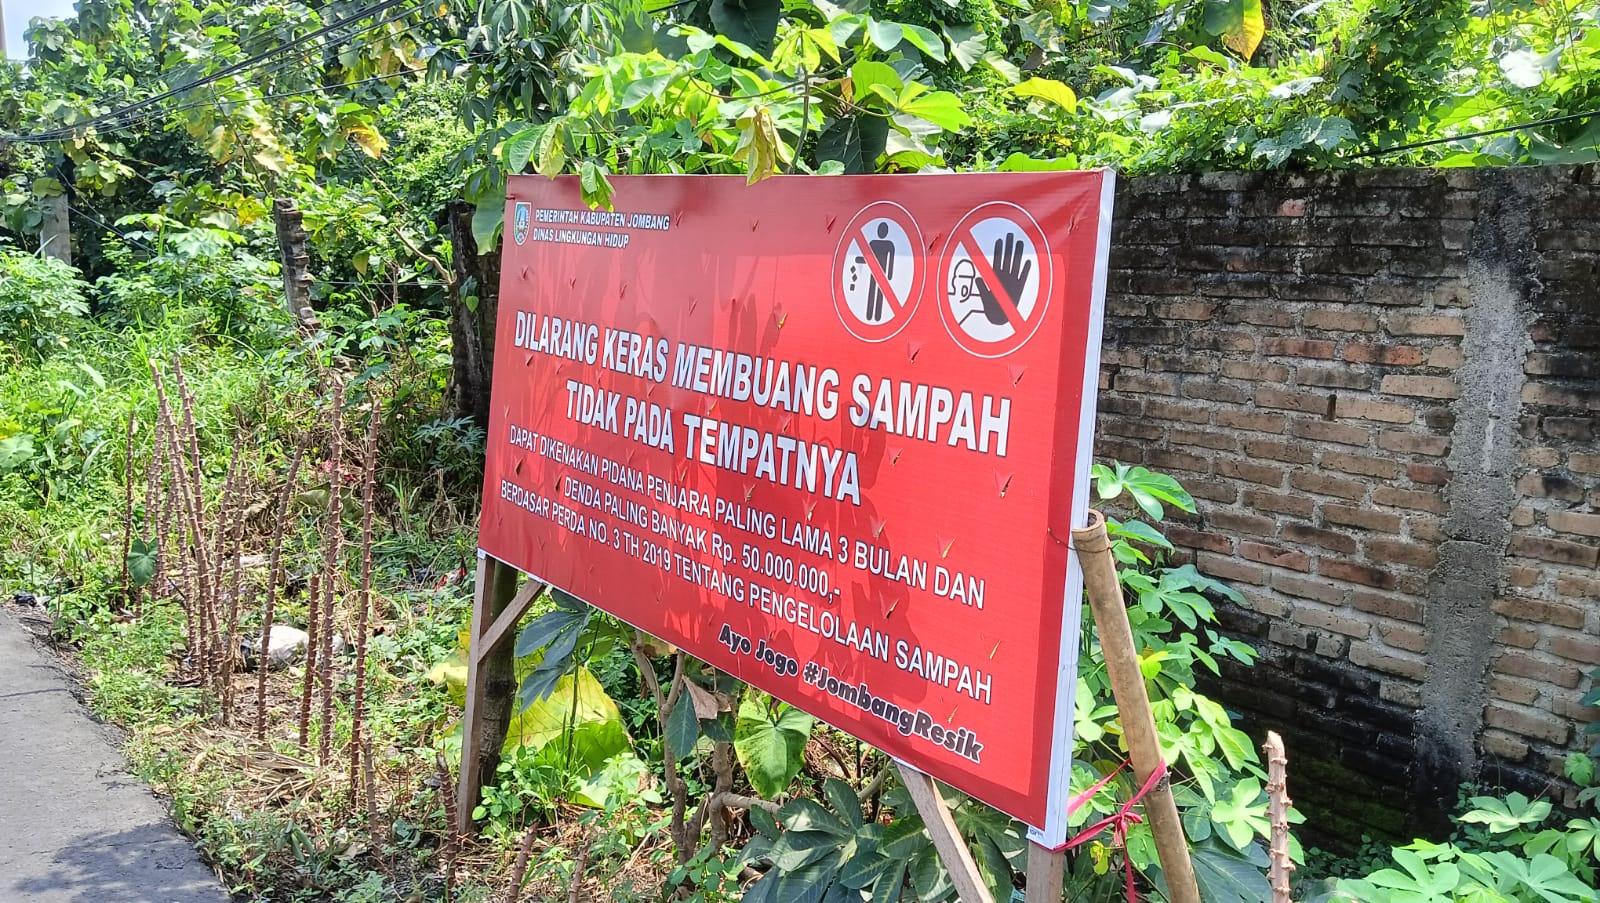 PEMERINTAH KABUPATEN JOMBANG
DINAS LINGKUNGAN HIDUP
DILARANG KERAS MEMBUANG SAMPAH
TIDAK PADA TEMPATNYA
DAPAT DIKENAKAN PIDANA PENJARA PALING LAMA 3 BULAN DAN
DENDA PALING BANYAK Rp. 50.000.000,-
BERDASAR PERDA NO. 3 TH 2019 TENTANG PENGELOLAAN SAMPAH
Ayo Jogo #JombangResik